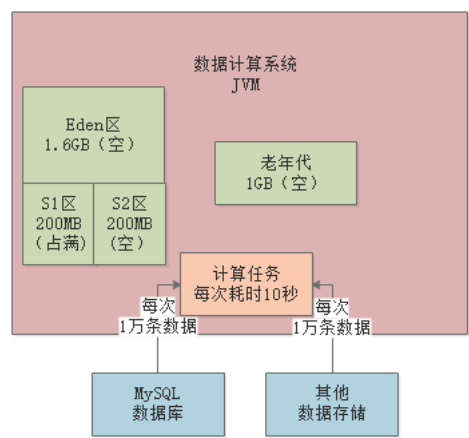 数据计算系统
JVM
Eden区
1.6GB（空）
老年代
1GB（空）
S1区
200MB
（占满)
S2区
200MB
(空）
计算任务
每次耗时10秒
每次
1万条数据
每次
1万条数据
MySQL
数据库
其他
数据存储